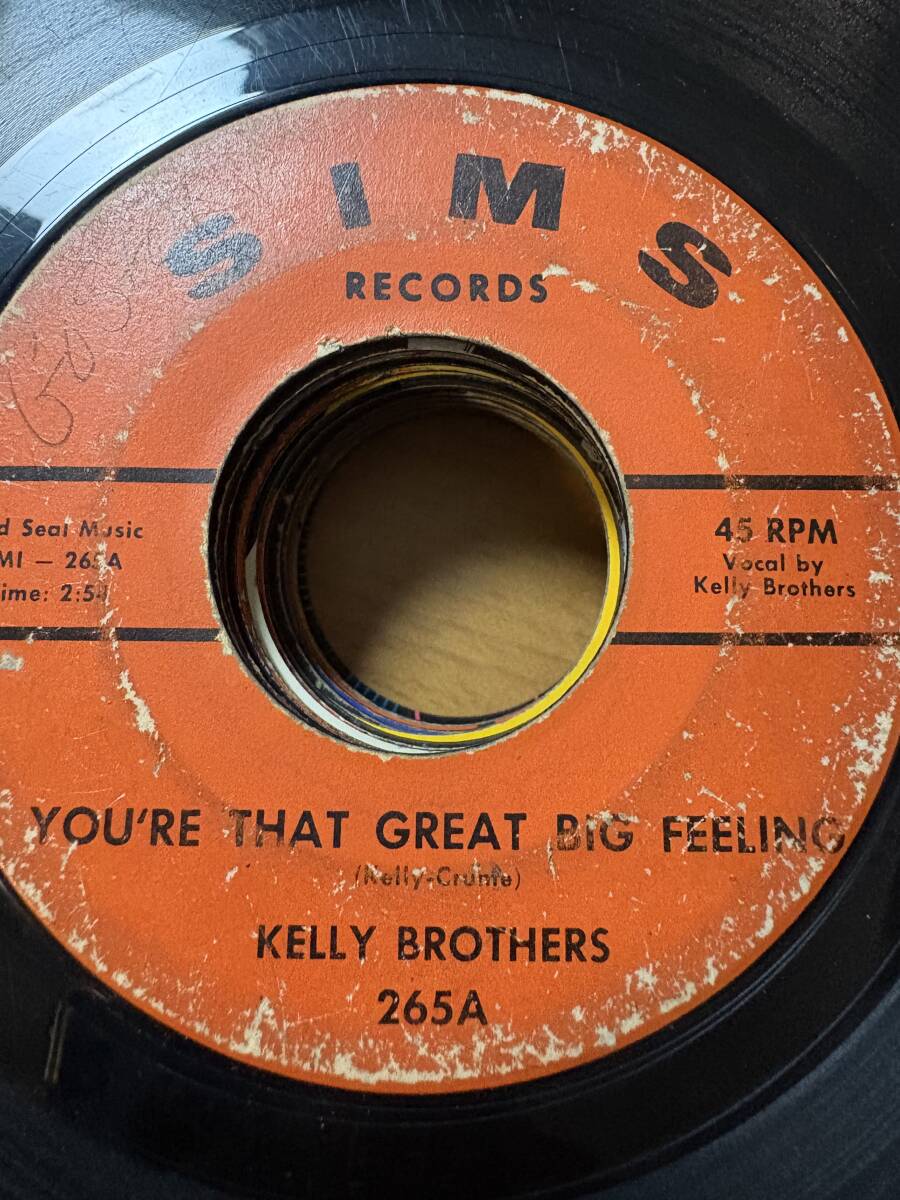 SIMS
RECORDS
d Seal Music
MI — 265A
ime: 2:54
45 RPM
Vocal by
Kelly Brothers
YOU'RE THAT GREAT BIG FEELING
KELLY BROTHERS
265A